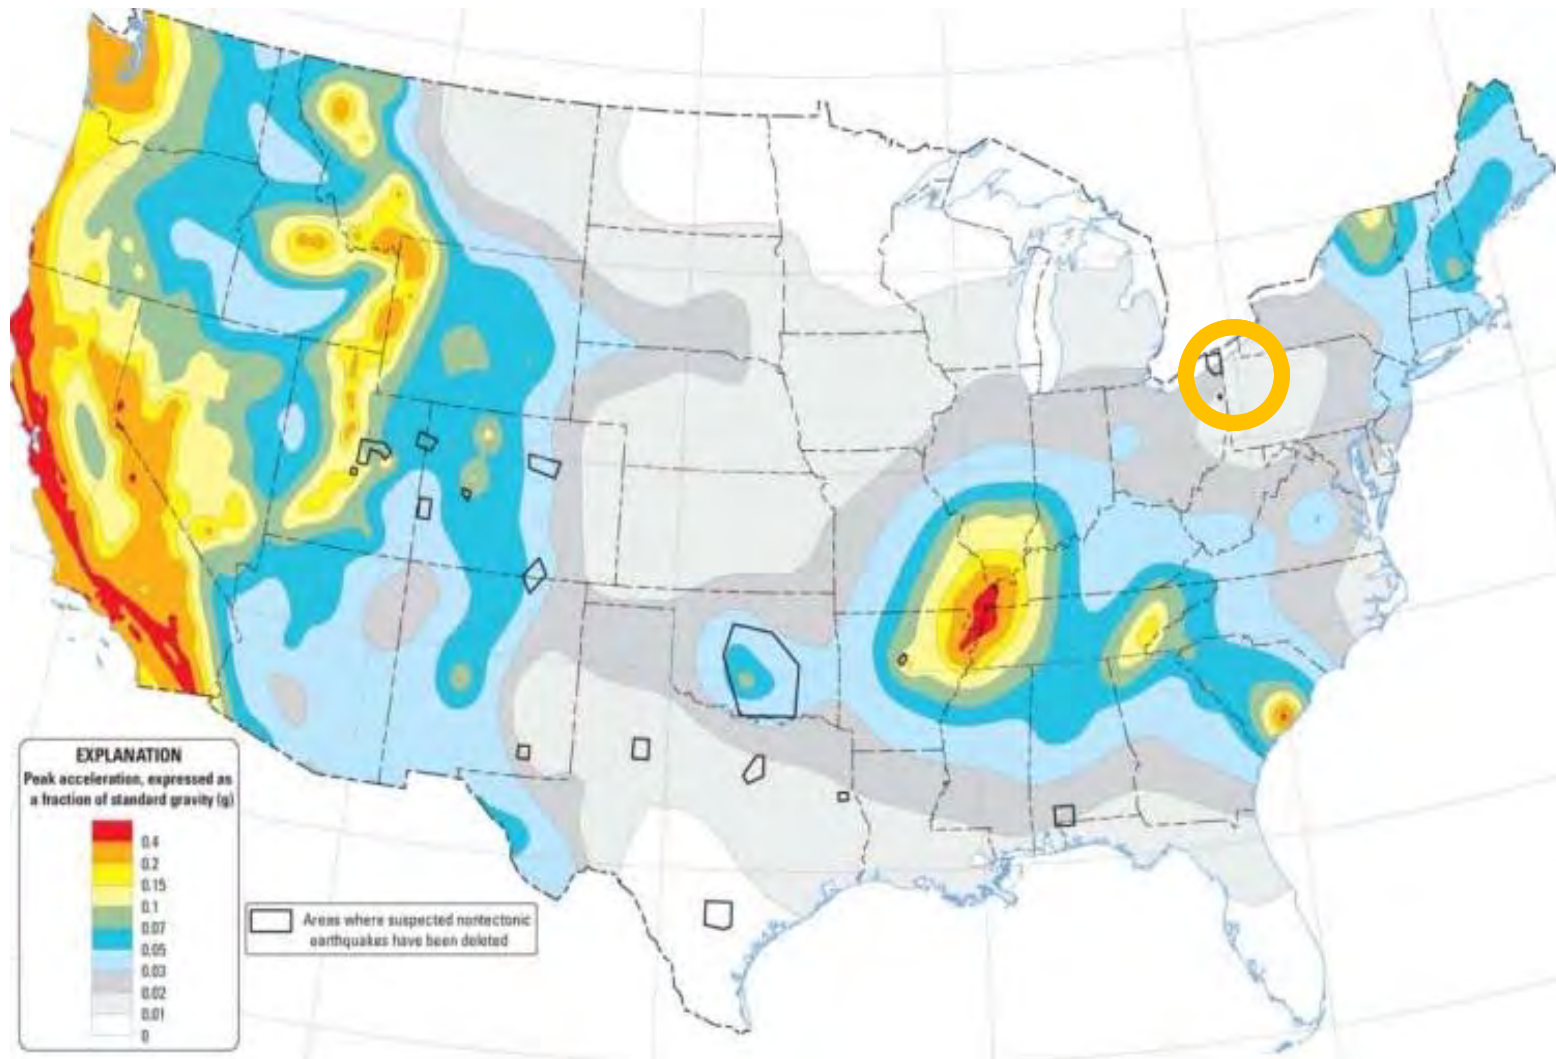 EXPLANATION
Peak acceleration, expressed as
a fraction of standard gravity (g)
0.4
0.2
0.15
0.1
0.07
0.05
0.03
0.02
0.01
0
Areas where suspected nontectonic
earthquakes have been deleted